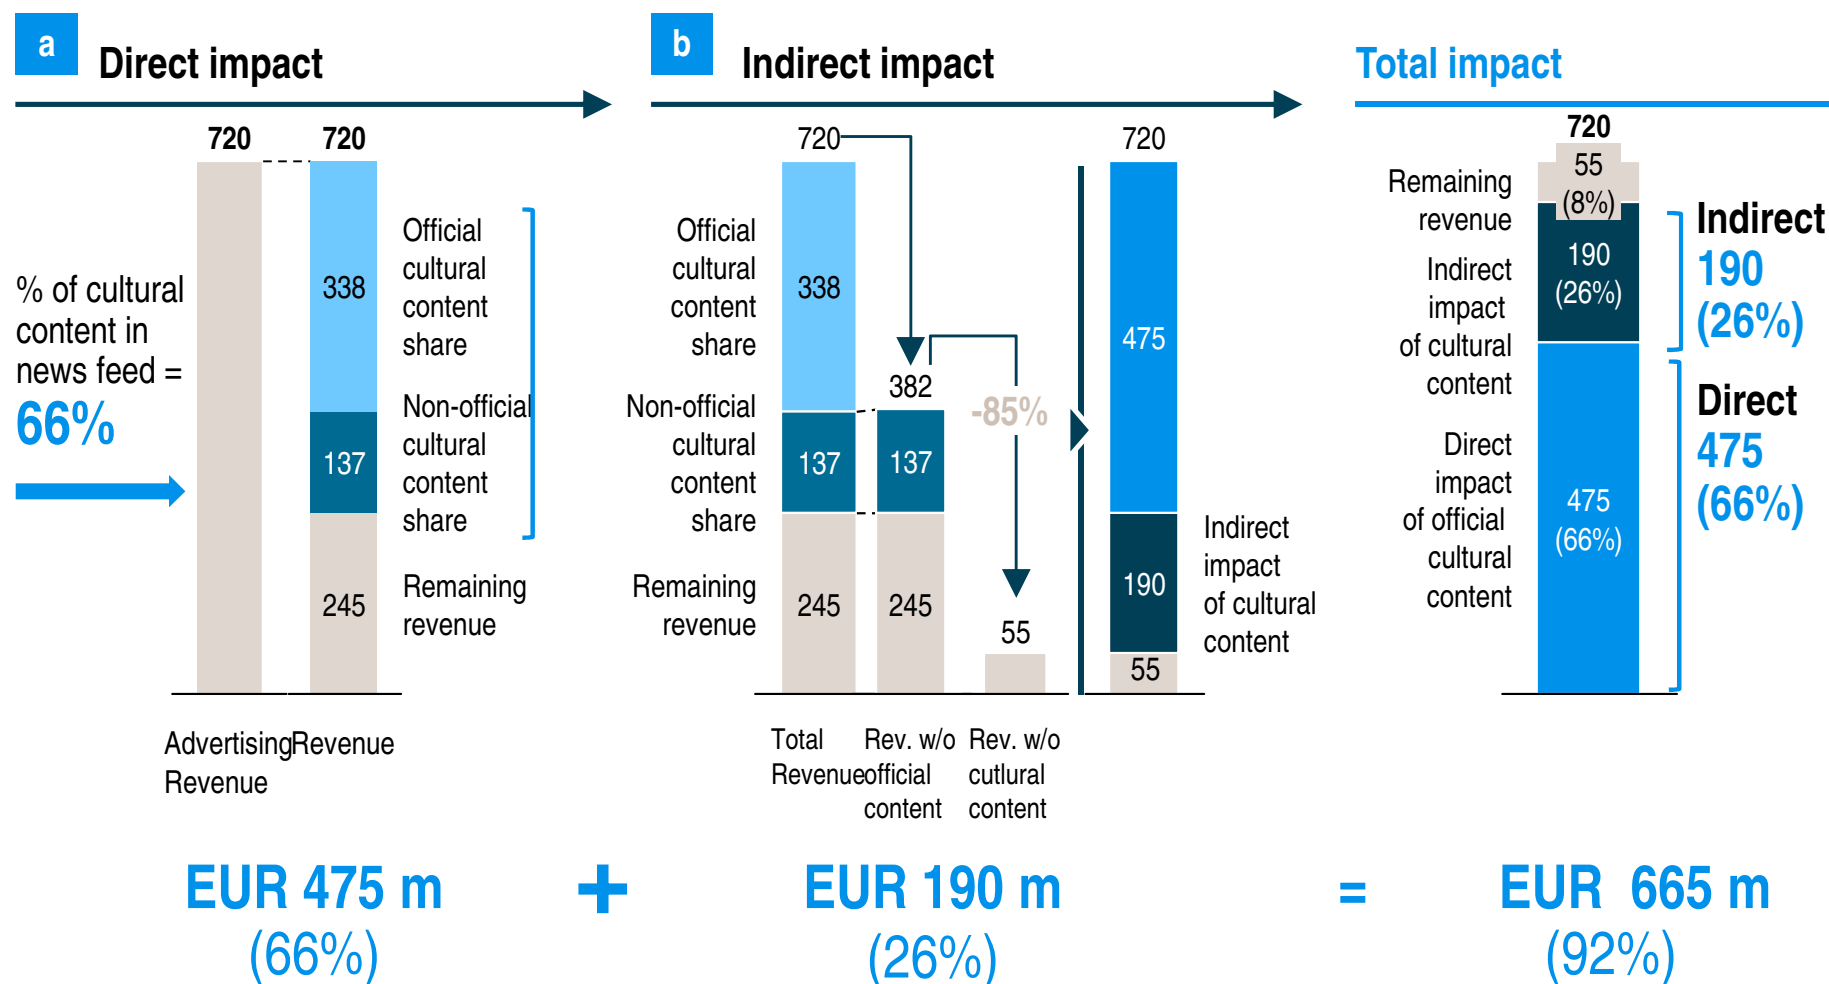 a
Direct impact
720
720
% of cultural
content in
news feed =
66%
338
137
245
Official
cultural
content
share
Non-official
cultural
content
share
Remaining
revenue
Advertising
Revenue
Revenue
EUR 475 m
(66%)
+
b
Indirect impact
720
720
Official
cultural
content
share
Non-official
cultural
content
share
Remaining
revenue
338
137
245
382
137
245
-85%
55
475
190
55
Indirect
impact
of cultural
content
Total
Revenue
Rev. w/o
official
content
Rev. w/o
cutlural
content
EUR 190 m
(26%)
=
Total impact
720
55
(8%)
190
(26%)
475
(66%)
Remaining
revenue
Indirect
impact
of cultural
content
Direct
impact
of official
cultural
content
Indirect
190
(26%)
Direct
475
(66%)
EUR 665 m
(92%)